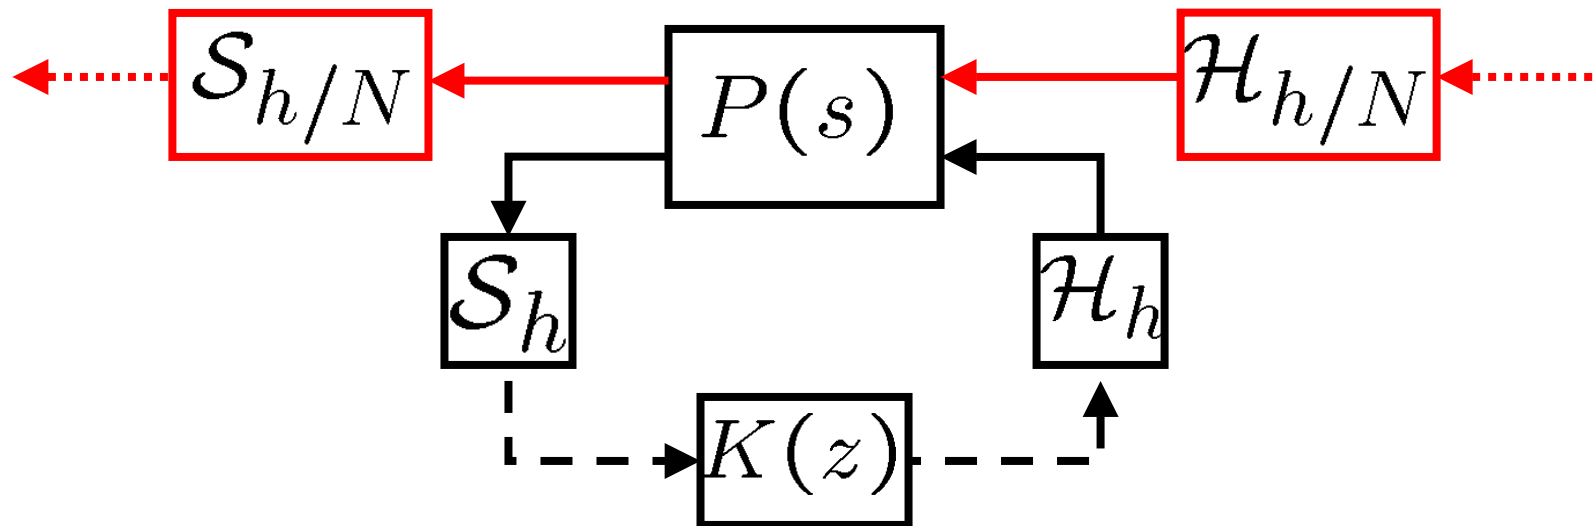 𝒮_{h/N}
P(s)
ℋ_{h/N}
𝒮_h
ℋ_h
K(z)